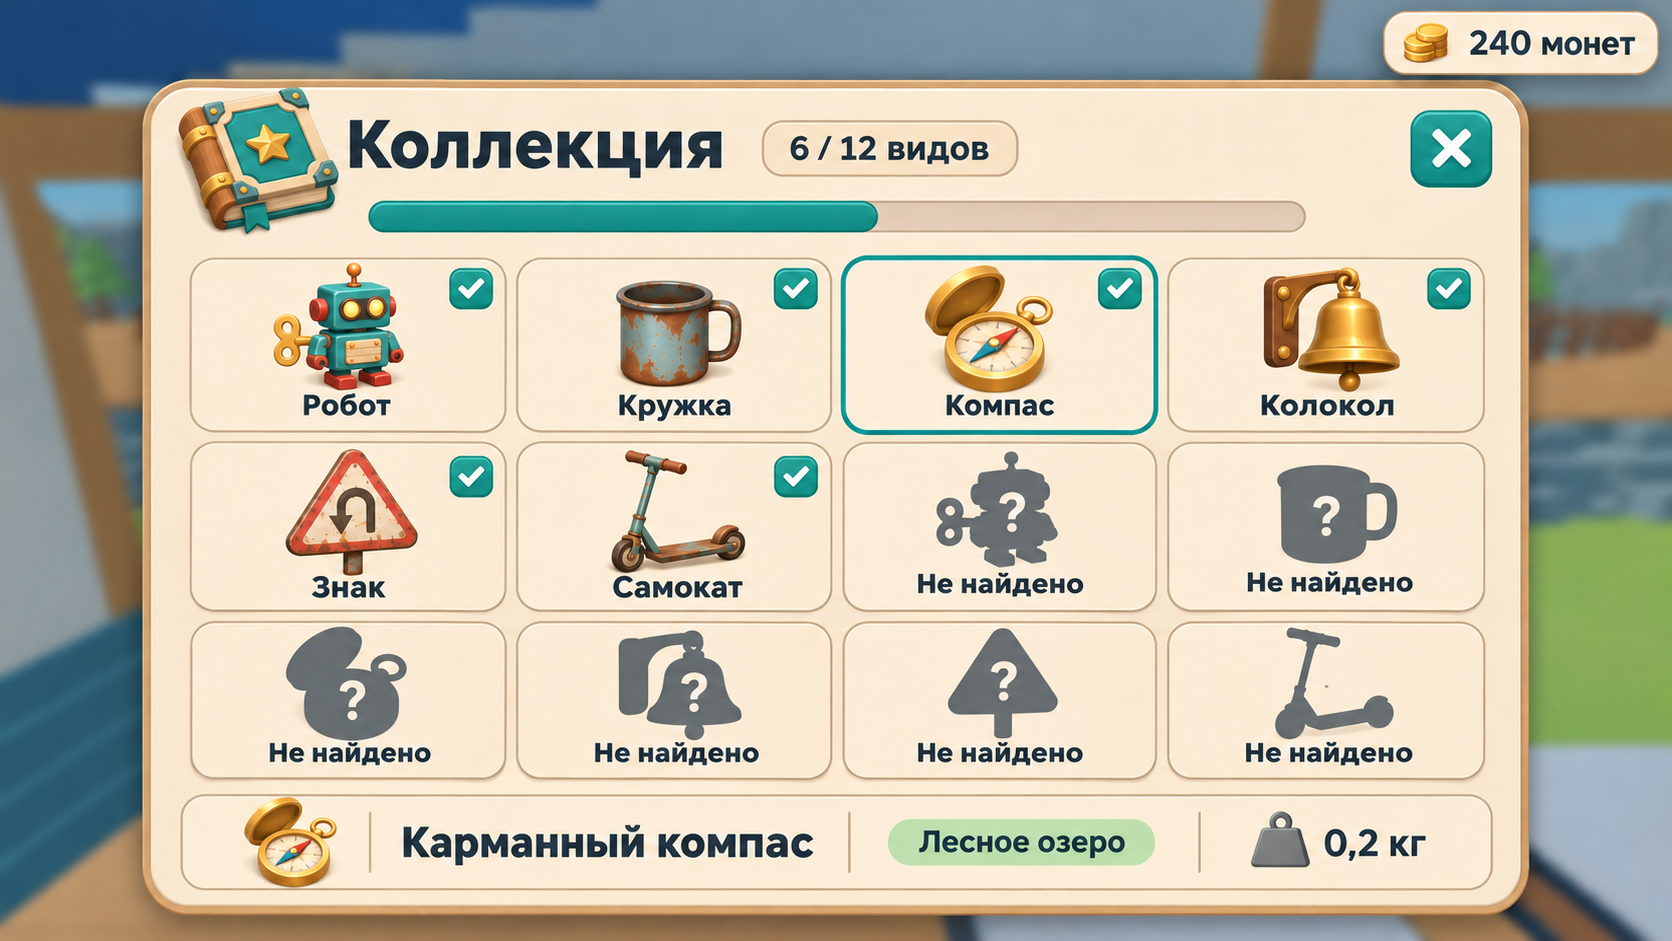 240 монет
Коллекция
6 / 12 видов
Робот
Кружка
Компас
Колокол
Знак
Самокат
?
Не найдено
?
Не найдено
?
Не найдено
?
Не найдено
?
Не найдено
Не найдено
Карманный компас
Лесное озеро
0,2 кг